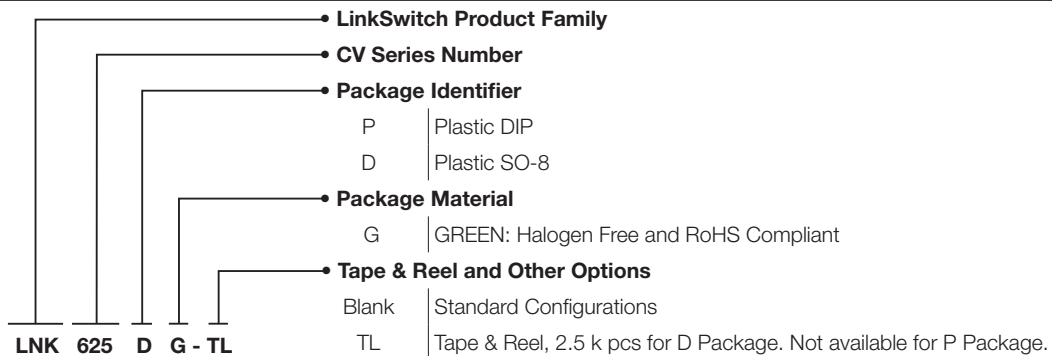 LinkSwitch Product Family
CV Series Number
Package Identifier
P Plastic DIP
D Plastic SO-8
Package Material
G GREEN: Halogen Free and RoHS Compliant
Tape & Reel and Other Options
Blank Standard Configurations
TL Tape & Reel, 2.5 k pcs for D Package. Not available for P Package.
LNK 625 D G - TL